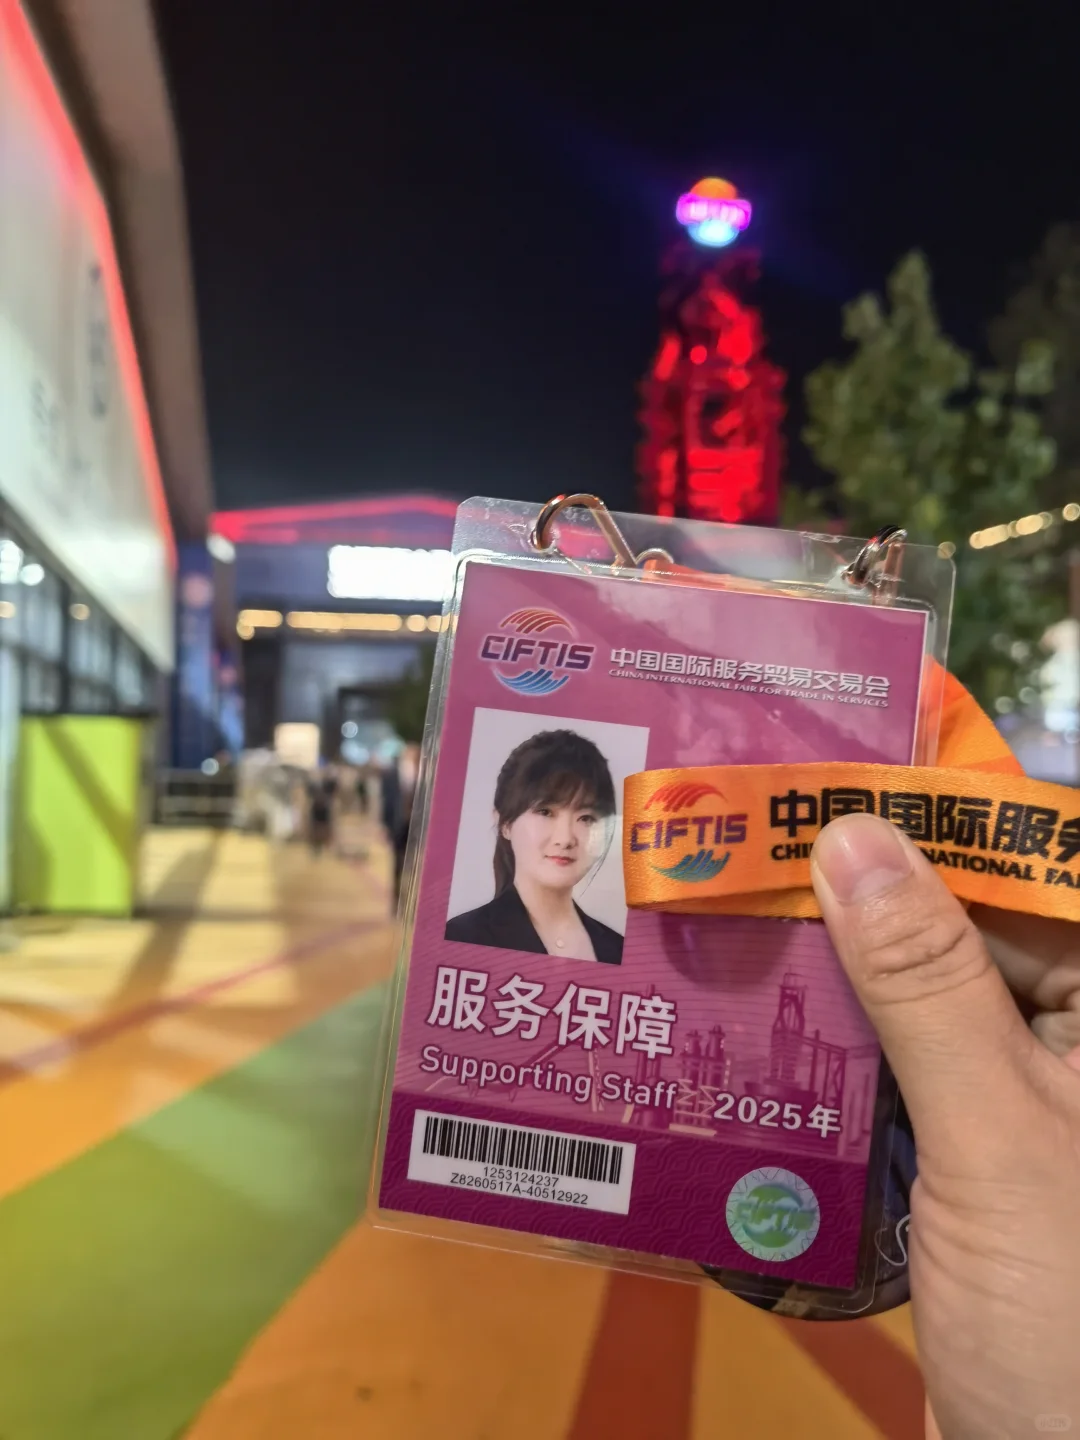 CIFTIS
中国国际服务贸易交易会
CHINA INTERNATIONAL FAIR FOR TRADE IN SERVICES
CIFTIS
中国国际服务
服务保障
Supporting Staff
2025年
1253124237
Z8260517A-40512922
CIFTIS